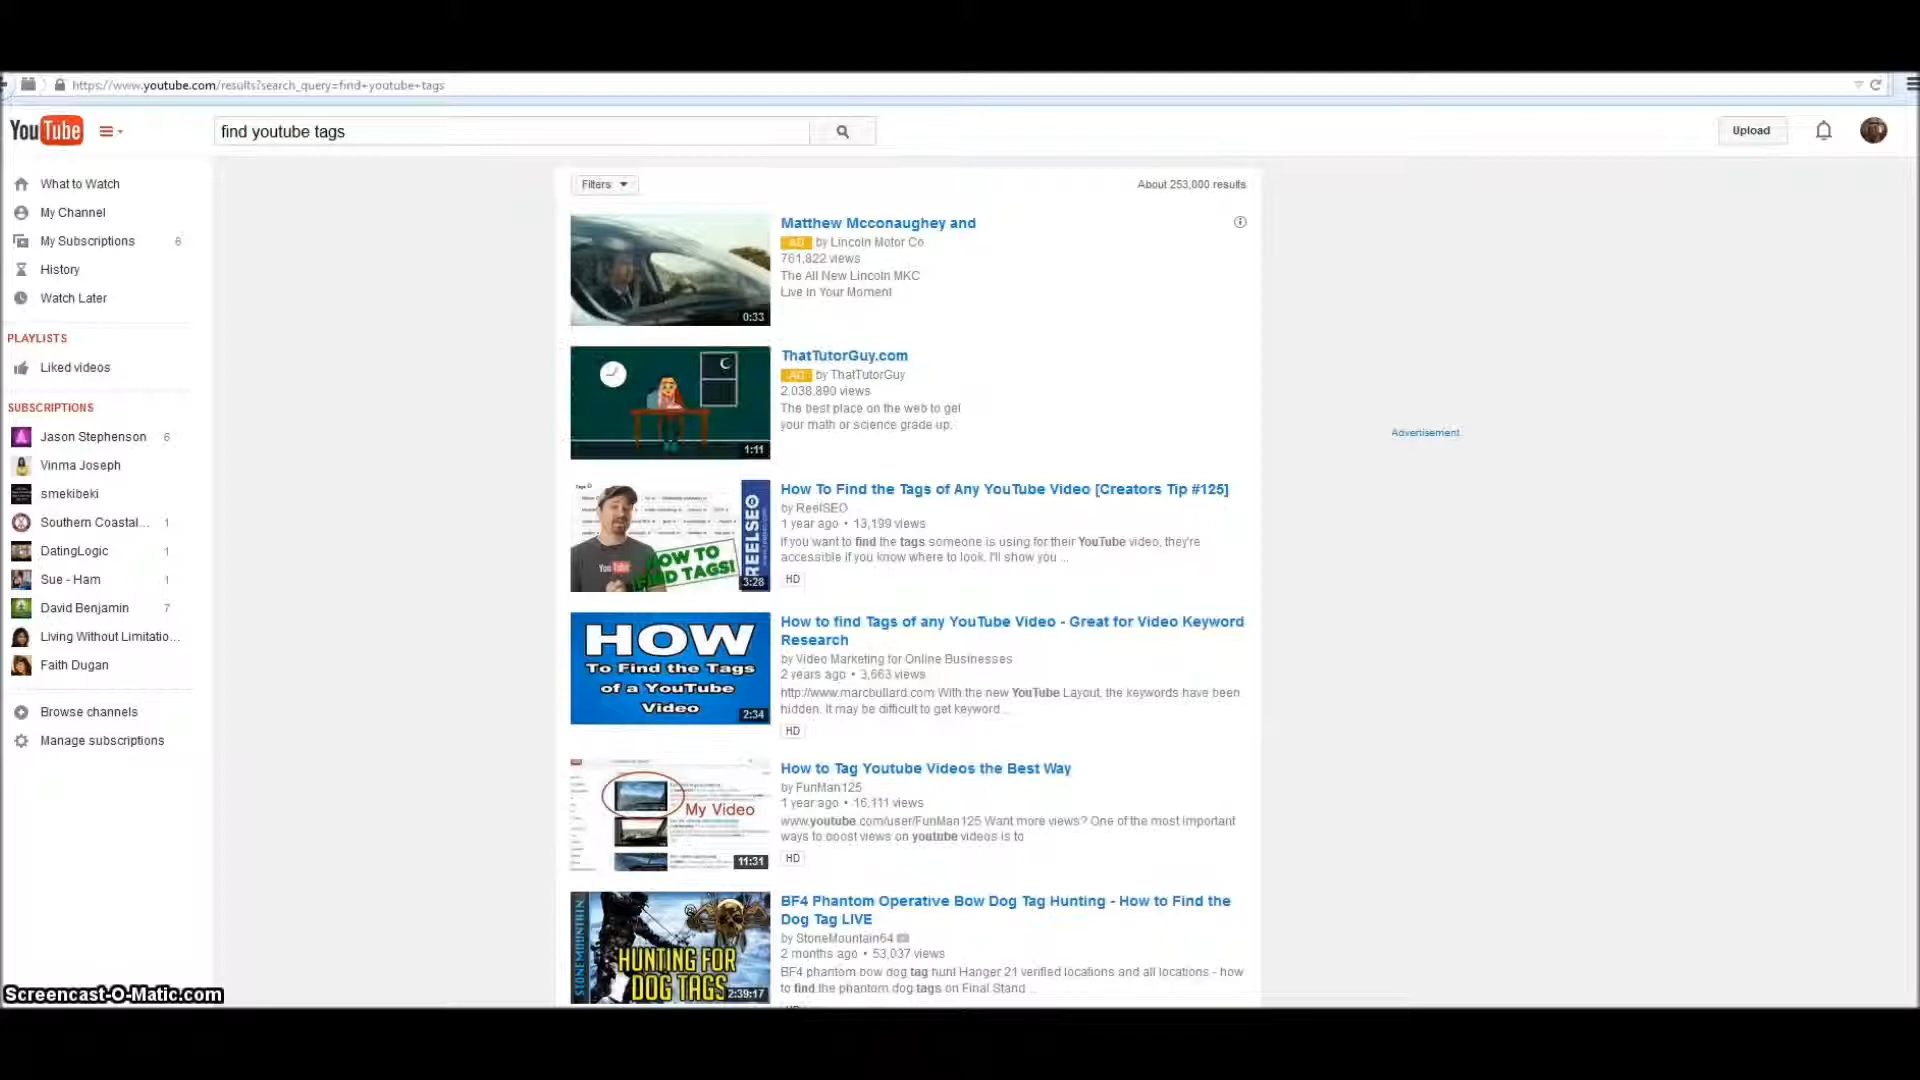 https://www.youtube.com/results?search_query=find+youtube+tags
YouTube
find youtube tags
Upload
What to Watch
My Channel
My Subscriptions 6
History
Watch Later
PLAYLISTS
Liked videos
SUBSCRIPTIONS
Jason Stephenson 6
Vinma Joseph
smekibeki
Southern Coastal... 1
DatingLogic 1
Sue - Ham 1
David Benjamin 7
Living Without Limitatio...
Faith Dugan
Browse channels
Manage subscriptions
Filters
About 253,000 results
0:33
Matthew Mcconaughey and
AD by Lincoln Motor Co
761,822 views
The All New Lincoln MKC
Live in Your Moment
1:11
ThatTutorGuy.com
AD by ThatTutorGuy
2,038,890 views
The best place on the web to get
your math or science grade up.
Advertisement
Tags
You Tube
HOW TO
FIND TAGS!
REELSEO
3:28
How To Find the Tags of Any YouTube Video [Creators Tip #125]
by ReelSEO
1 year ago • 13,199 views
If you want to find the tags someone is using for their YouTube video, they're
accessible if you know where to look. I'll show you ...
HD
HOW
To Find the Tags
of a YouTube
Video
2:34
How to find Tags of any YouTube Video - Great for Video Keyword
Research
by Video Marketing for Online Businesses
2 years ago • 3,663 views
http://www.marcbullard.com With the new YouTube Layout, the keywords have been
hidden. It may be difficult to get keyword ...
HD
My Video
11:31
How to Tag Youtube Videos the Best Way
by FunMan125
1 year ago • 16,111 views
www.youtube.com/user/FunMan125 Want more views? One of the most important
ways to boost views on youtube videos is to
HD
STONEMOUNTAIN
HUNTING FOR
DOG TAGS
2:39:17
BF4 Phantom Operative Bow Dog Tag Hunting - How to Find the
Dog Tag LIVE
by StoneMountain64
2 months ago • 53,037 views
BF4 phantom bow dog tag hunt Hanger 21 verified locations and all locations - how
to find the phantom dog tags on Final Stand ...
Screencast-O-Matic.com